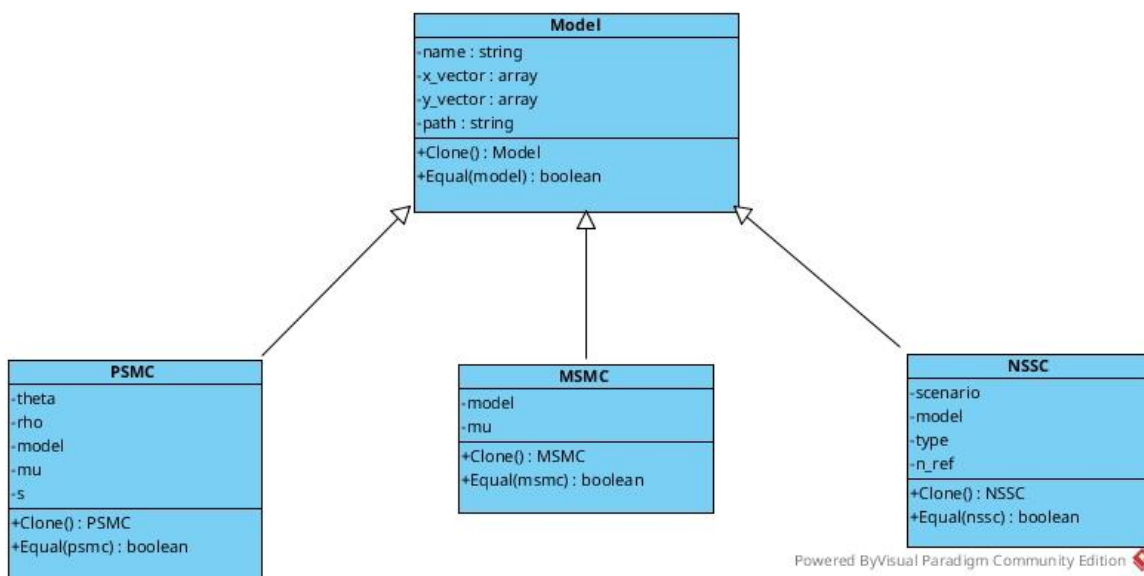 Model
-name : string
-x_vector : array
-y_vector : array
-path : string
+Clone() : Model
+Equal(model) : boolean
PSMC
-theta
-rho
-model
-mu
-s
+Clone() : PSMC
+Equal(psmc) : boolean
MSMC
-model
-mu
+Clone() : MSMC
+Equal(msmc) : boolean
NSSC
-scenario
-model
-type
-n_ref
+Clone() : NSSC
+Equal(nssc) : boolean
Powered ByVisual Paradigm Community Edition